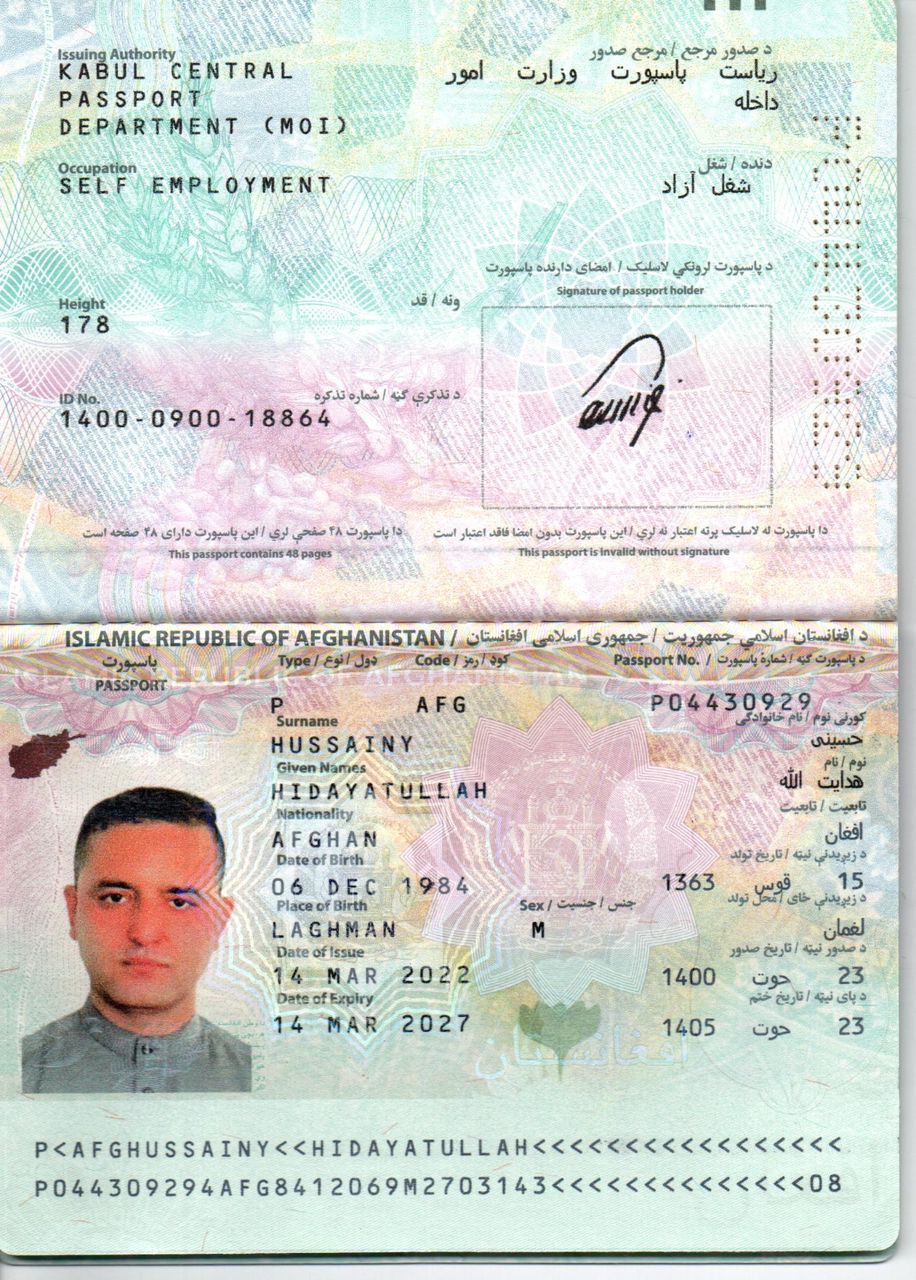 Issuing Authority د صدور مرجع / مرجع صدور
KABUL CENTRAL ریاست پاسپورت وزارت امور
PASSPORT داخله
DEPARTMENT (MOI)
Occupation دنده / شغل
SELF EMPLOYMENT شغل آزاد
د پاسپورت لرونکي لاسلیک / امضای دارنده پاسپورت
Signature of passport holder
Height ونه / قد
178
ID No. د تذکرې ګڼه / شماره تذکره
1400-0900-18864
دا پاسپورت ۴۸ صفحې لري / این پاسپورت دارای ۴۸ صفحه است
This passport contains 48 pages
دا پاسپورت له لاسلیک پرته اعتبار نه لري / این پاسپورت بدون امضا فاقد اعتبار است
This passport is invalid without signature
ISLAMIC REPUBLIC OF AFGHANISTAN / د افغانستان اسلامي جمهوریت / جمهوری اسلامی افغانستان
پاسپورت Type / نوع / ډول Code / رمز / کوډ Passport No. / د پاسپورت ګڼه / شمارۀ پاسپورت
PASSPORT
P AFG P04430929
Surname کورنی نوم / نام خانوادگی
HUSSAINY حسینی
Given Names نوم / نام
HIDAYATULLAH هدایت الله
Nationality تابعیت / تابعیت
AFGHAN افغان
Date of Birth د زیږیدنې نیټه / تاریخ تولد
06 DEC 1984 15 قوس 1363
Place of Birth Sex / جنس / جنسیت د زیږیدنې ځای / محل تولد
LAGHMAN M لغمان
Date of Issue د صدور نیټه / تاریخ صدور
14 MAR 2022 23 حوت 1400
Date of Expiry د پای نیټه / تاریخ ختم
14 MAR 2027 23 حوت 1405
افغانستان
P<AFGHUSSAINY<<HIDAYATULLAH<<<<<<<<<<<<<<<<<
P044309294AFG8412069M2703143<<<<<<<<<<<<<<08